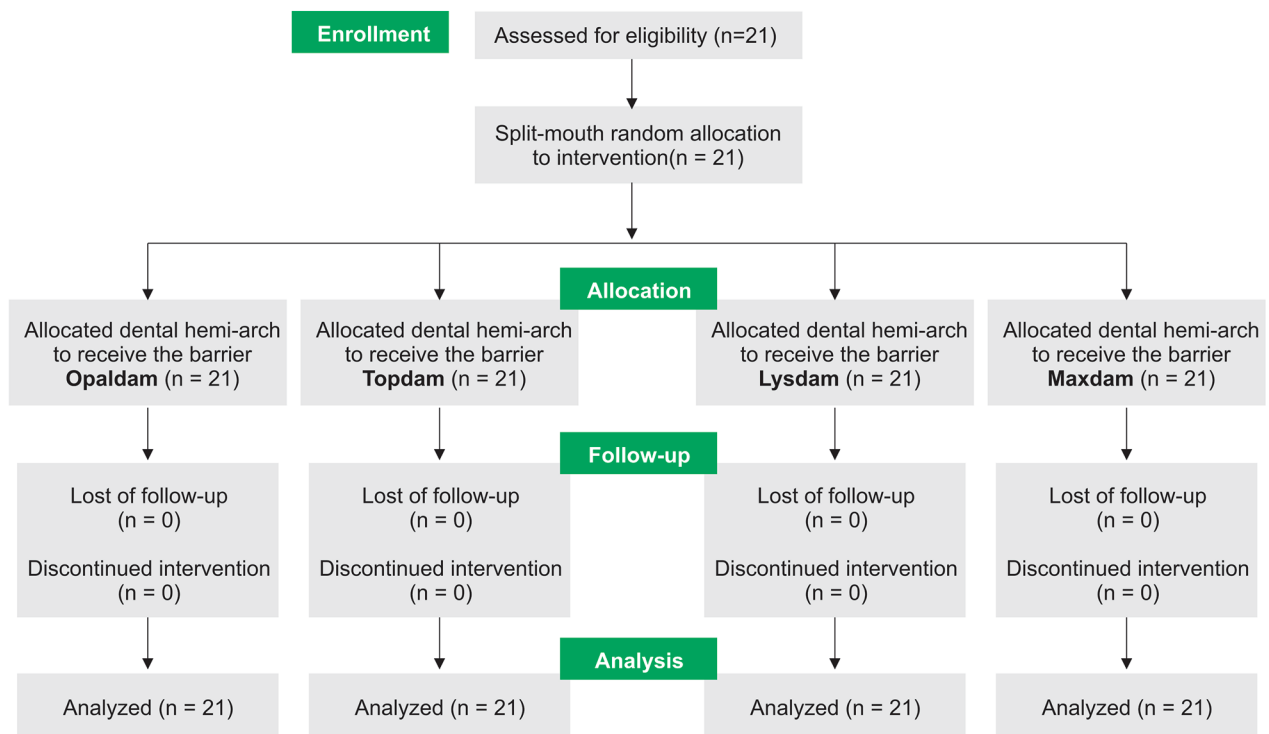 Enrollment
Assessed for eligibility (n=21)
Split-mouth random allocation
to intervention(n = 21)
Allocation
Allocated dental hemi-arch
to receive the barrier
Opaldam (n = 21)
Allocated dental hemi-arch
to receive the barrier
Topdam (n = 21)
Allocated dental hemi-arch
to receive the barrier
Lysdam (n = 21)
Allocated dental hemi-arch
to receive the barrier
Maxdam (n = 21)
Follow-up
Lost of follow-up
(n = 0)
Discontinued intervention
(n = 0)
Lost of follow-up
(n = 0)
Discontinued intervention
(n = 0)
Lost of follow-up
(n = 0)
Discontinued intervention
(n = 0)
Lost of follow-up
(n = 0)
Discontinued intervention
(n = 0)
Analysis
Analyzed (n = 21)
Analyzed (n = 21)
Analyzed (n = 21)
Analyzed (n = 21)